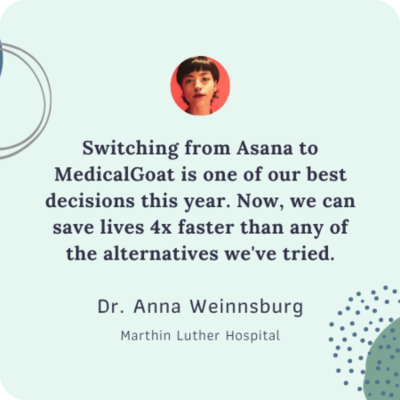 Switching from Asana to
MedicalGoat is one of our best
decisions this year. Now, we can
save lives 4x faster than any of
the alternatives we've tried.
Dr. Anna Weinnsburg
Marthin Luther Hospital